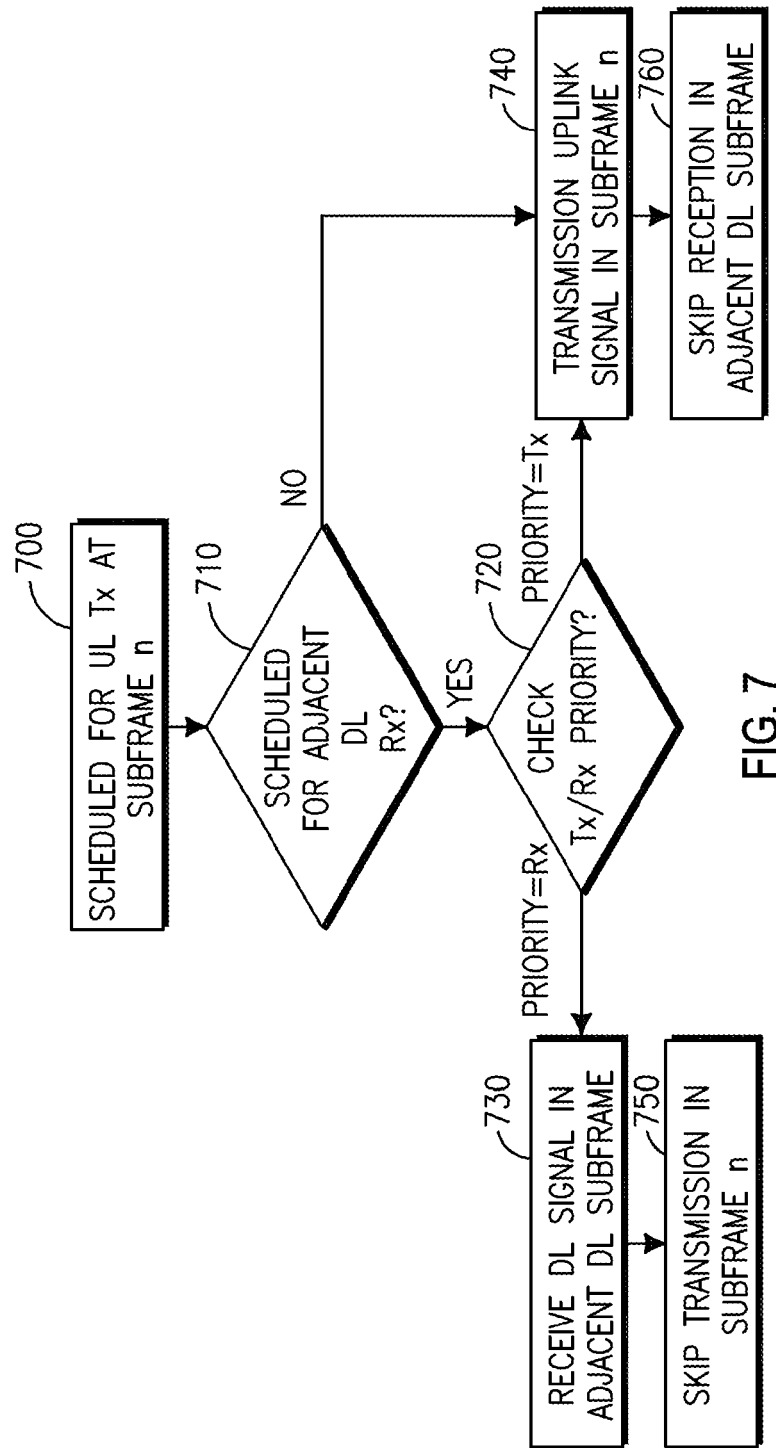 700
SCHEDULED FOR UL Tx AT
SUBFRAME n
710
SCHEDULED
FOR ADJACENT
DL
Rx?
NO
YES
720
CHECK
Tx/Rx PRIORITY?
PRIORITY=Rx
PRIORITY=Tx
730
RECEIVE DL SIGNAL IN
ADJACENT DL SUBFRAME
750
SKIP TRANSMISSION IN
SUBFRAME n
740
TRANSMISSION UPLINK
SIGNAL IN SUBFRAME n
760
SKIP RECEPTION IN
ADJACENT DL SUBFRAME
FIG. 7